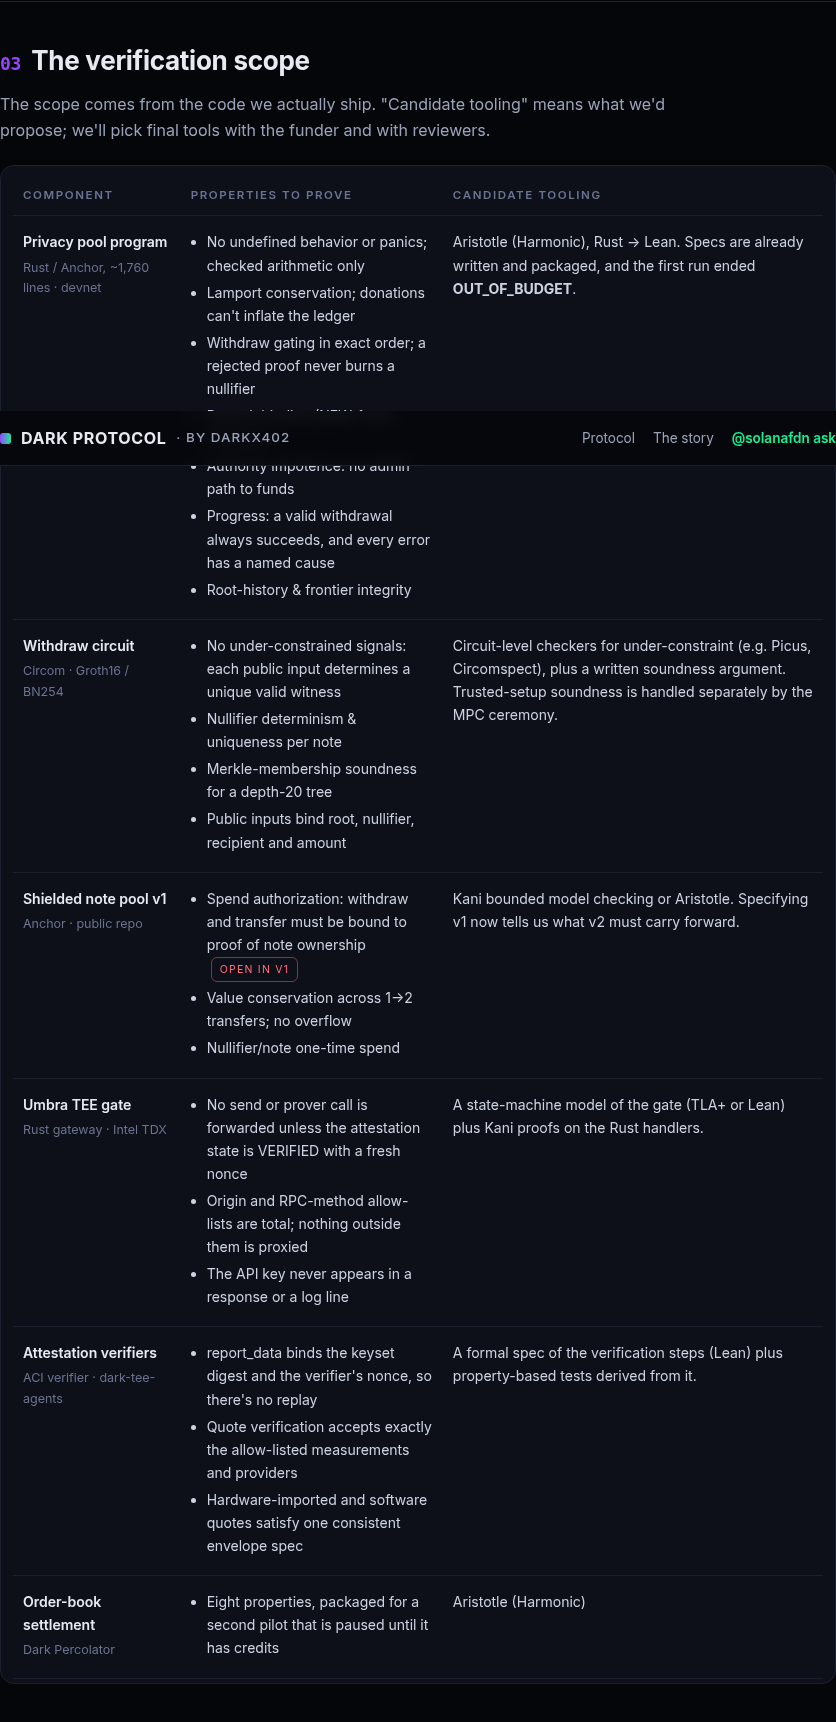 03 The verification scope
The scope comes from the code we actually ship. "Candidate tooling" means what we'd
propose; we'll pick final tools with the funder and with reviewers.
COMPONENT
PROPERTIES TO PROVE
CANDIDATE TOOLING
Privacy pool program
Rust / Anchor, ~1,760
lines · devnet
• No undefined behavior or panics;
checked arithmetic only
• Lamport conservation; donations
can't inflate the ledger
• Withdraw gating in exact order; a
rejected proof never burns a
nullifier
Aristotle (Harmonic), Rust → Lean. Specs are already
written and packaged, and the first run ended
OUT_OF_BUDGET.
DARK PROTOCOL · BY DARKX402
Protocol
The story
@solanafdn ask
• Authority impotence: no admin
path to funds
• Progress: a valid withdrawal
always succeeds, and every error
has a named cause
• Root-history & frontier integrity
Withdraw circuit
Circom · Groth16 /
BN254
• No under-constrained signals:
each public input determines a
unique valid witness
• Nullifier determinism &
uniqueness per note
• Merkle-membership soundness
for a depth-20 tree
• Public inputs bind root, nullifier,
recipient and amount
Circuit-level checkers for under-constraint (e.g. Picus,
Circomspect), plus a written soundness argument.
Trusted-setup soundness is handled separately by the
MPC ceremony.
Shielded note pool v1
Anchor · public repo
• Spend authorization: withdraw
and transfer must be bound to
proof of note ownership
OPEN IN V1
• Value conservation across 1→2
transfers; no overflow
• Nullifier/note one-time spend
Kani bounded model checking or Aristotle. Specifying
v1 now tells us what v2 must carry forward.
Umbra TEE gate
Rust gateway · Intel TDX
• No send or prover call is
forwarded unless the attestation
state is VERIFIED with a fresh
nonce
• Origin and RPC-method allow-
lists are total; nothing outside
them is proxied
• The API key never appears in a
response or a log line
A state-machine model of the gate (TLA+ or Lean)
plus Kani proofs on the Rust handlers.
Attestation verifiers
ACI verifier · dark-tee-
agents
• report_data binds the keyset
digest and the verifier's nonce, so
there's no replay
• Quote verification accepts exactly
the allow-listed measurements
and providers
• Hardware-imported and software
quotes satisfy one consistent
envelope spec
A formal spec of the verification steps (Lean) plus
property-based tests derived from it.
Order-book
settlement
Dark Percolator
• Eight properties, packaged for a
second pilot that is paused until it
has credits
Aristotle (Harmonic)